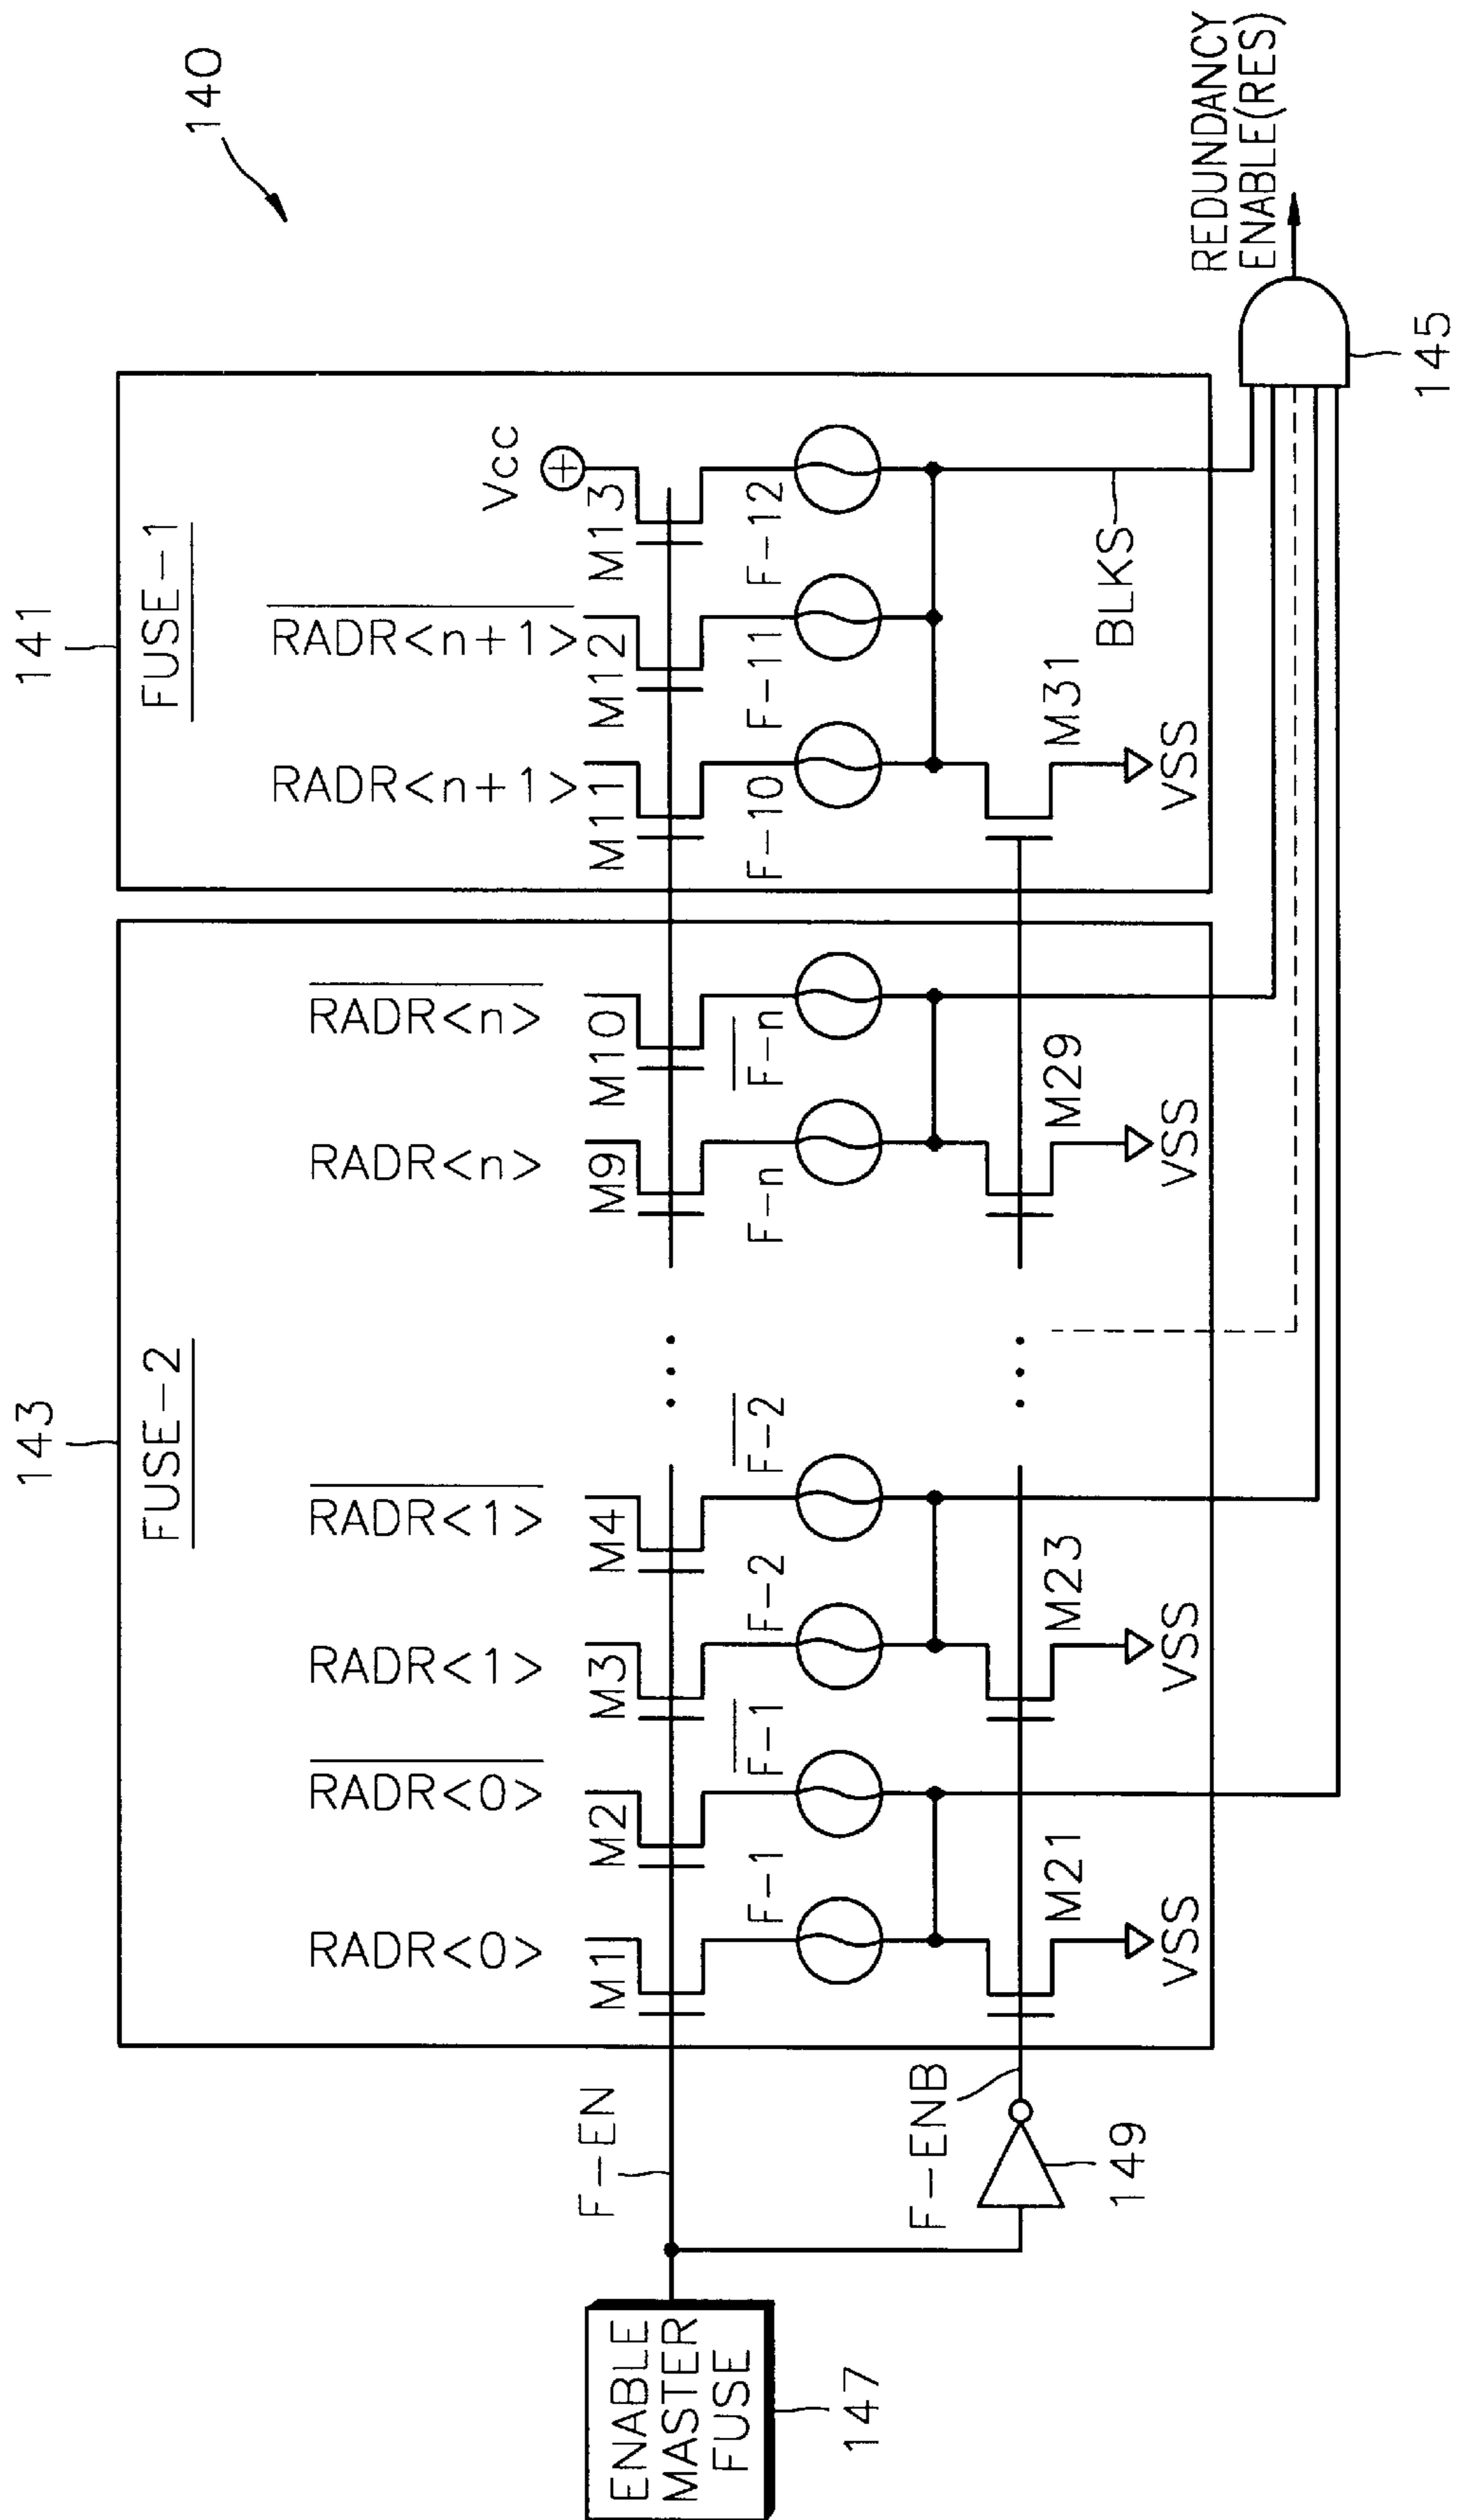 140
141
143
FUSE-1
FUSE-2
Vcc
RADR<0>
RADR<0>
RADR<1>
RADR<1>
RADR<n>
RADR<n>
RADR<n+1>
RADR<n+1>
M1
M2
M3
M4
M9
M10
M11
M12
M13
F-EN
F-1
F-1
F-2
F-2
F-n
F-n
F-10
F-11
F-12
ENABLE
MASTER
FUSE
147
F-ENB
149
M21
M23
M29
M31
BLKS
VSS
VSS
VSS
VSS
REDUNDANCY
ENABLE(RES)
145